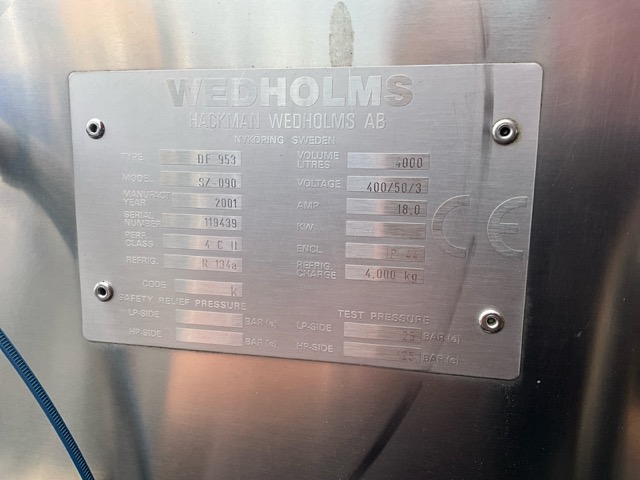 WEDHOLMS
HACKMAN WEDHOLMS AB
NYKÖPING SWEDEN
TYPE DF 953
MODEL SZ-090
MANUFACT YEAR 2001
SERIAL NUMBER 119439
PERF. CLASS 4 C II
REFRIG. R 134a
CODE K
VOLUME LITRES 4000
VOLTAGE 400/50/3
AMP 18,0
KW
ENCL IP
REFRIG. CHARGE 4,000 kg
SAFETY RELIEF PRESSURE
LP-SIDE BAR (e)
HP-SIDE BAR (e)
TEST PRESSURE
LP-SIDE 25 BAR (e)
HP-SIDE BAR (e)
CE